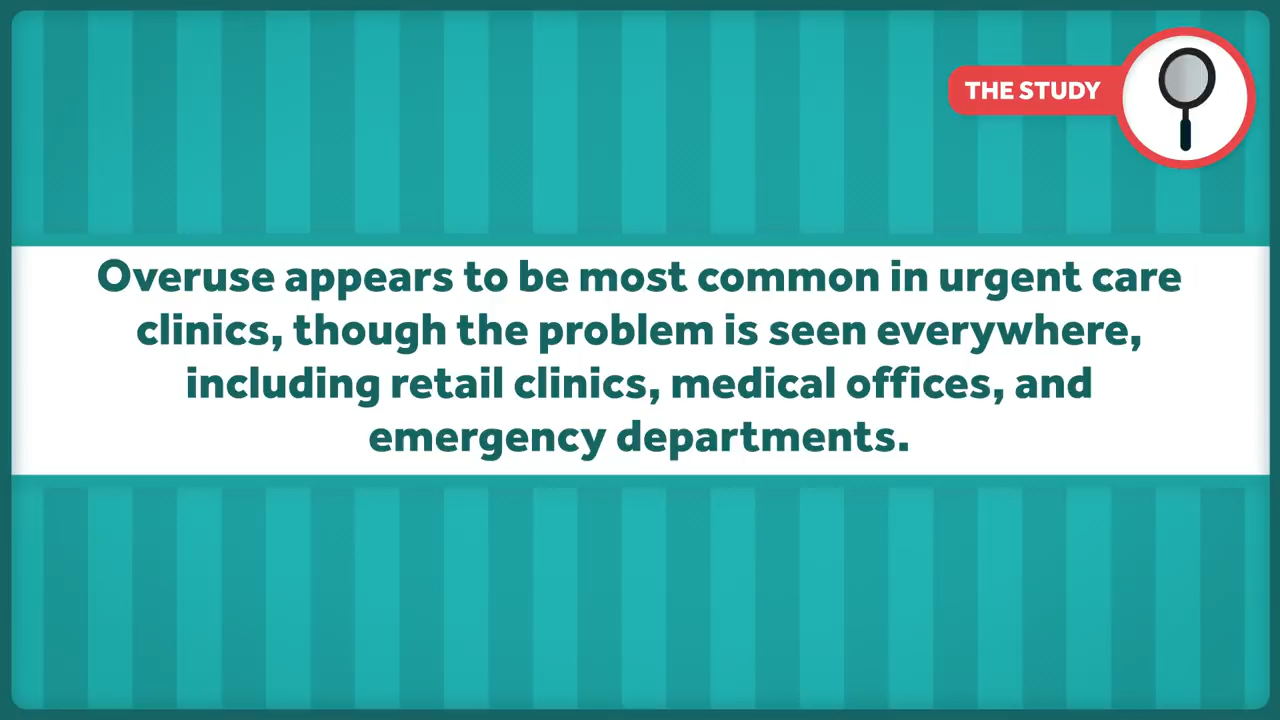 THE STUDY
Overuse appears to be most common in urgent care
clinics, though the problem is seen everywhere,
including retail clinics, medical offices, and
emergency departments.